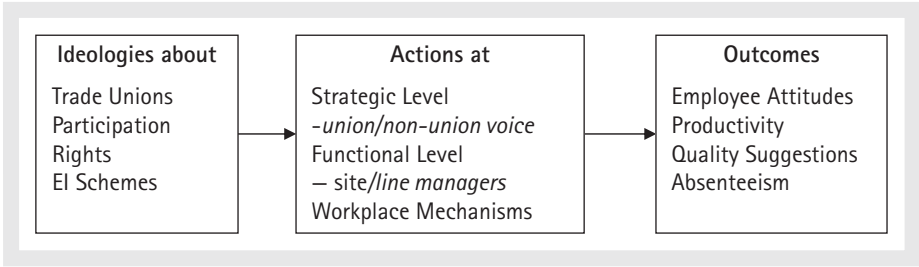 Ideologies about
Trade Unions
Participation
Rights
EI Schemes
Actions at
Strategic Level
-union/non-union voice
Functional Level
– site/line managers
Workplace Mechanisms
Outcomes
Employee Attitudes
Productivity
Quality Suggestions
Absenteeism